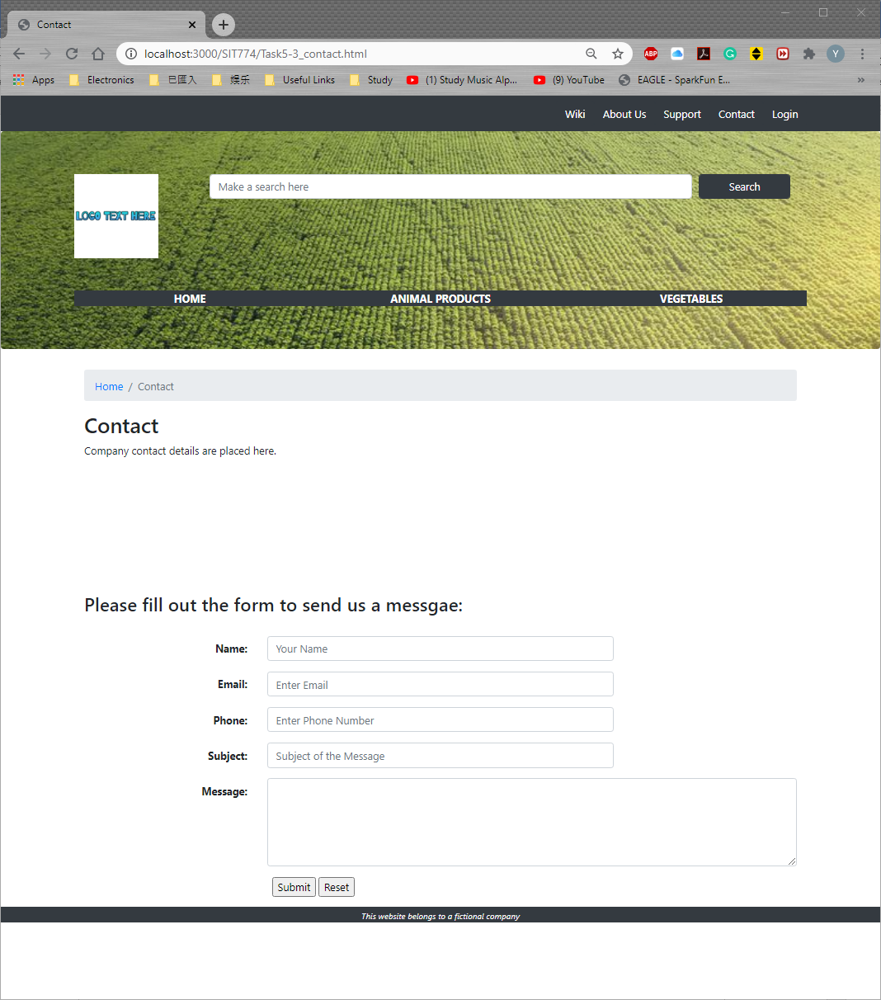 Contact
localhost:3000/SIT774/Task5-3_contact.html
ABP
Y
Apps Electronics 已匯入 娱乐 Useful Links Study (1) Study Music Alp... (9) YouTube EAGLE - SparkFun E... »
Wiki About Us Support Contact Login
LOGO TEXT HERE
Make a search here Search
HOME ANIMAL PRODUCTS VEGETABLES
Home / Contact
Contact
Company contact details are placed here.
Please fill out the form to send us a messgae:
Name: Your Name
Email: Enter Email
Phone: Enter Phone Number
Subject: Subject of the Message
Message:
Submit Reset
This website belongs to a fictional company